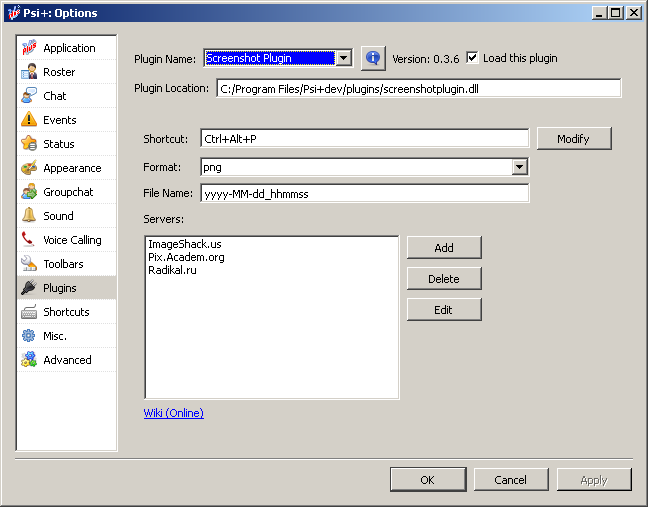 Psi+: Options
Application
Roster
Chat
Events
Status
Appearance
Groupchat
Sound
Voice Calling
Toolbars
Plugins
Shortcuts
Misc.
Advanced
Plugin Name: Screenshot Plugin Version: 0.3.6 Load this plugin
Plugin Location: C:/Program Files/Psi+dev/plugins/screenshotplugin.dll
Shortcut: Ctrl+Alt+P Modify
Format: png
File Name: yyyy-MM-dd_hhmmss
Servers:
ImageShack.us
Pix.Academ.org
Radikal.ru
Add
Delete
Edit
Wiki (Online)
OK Cancel Apply